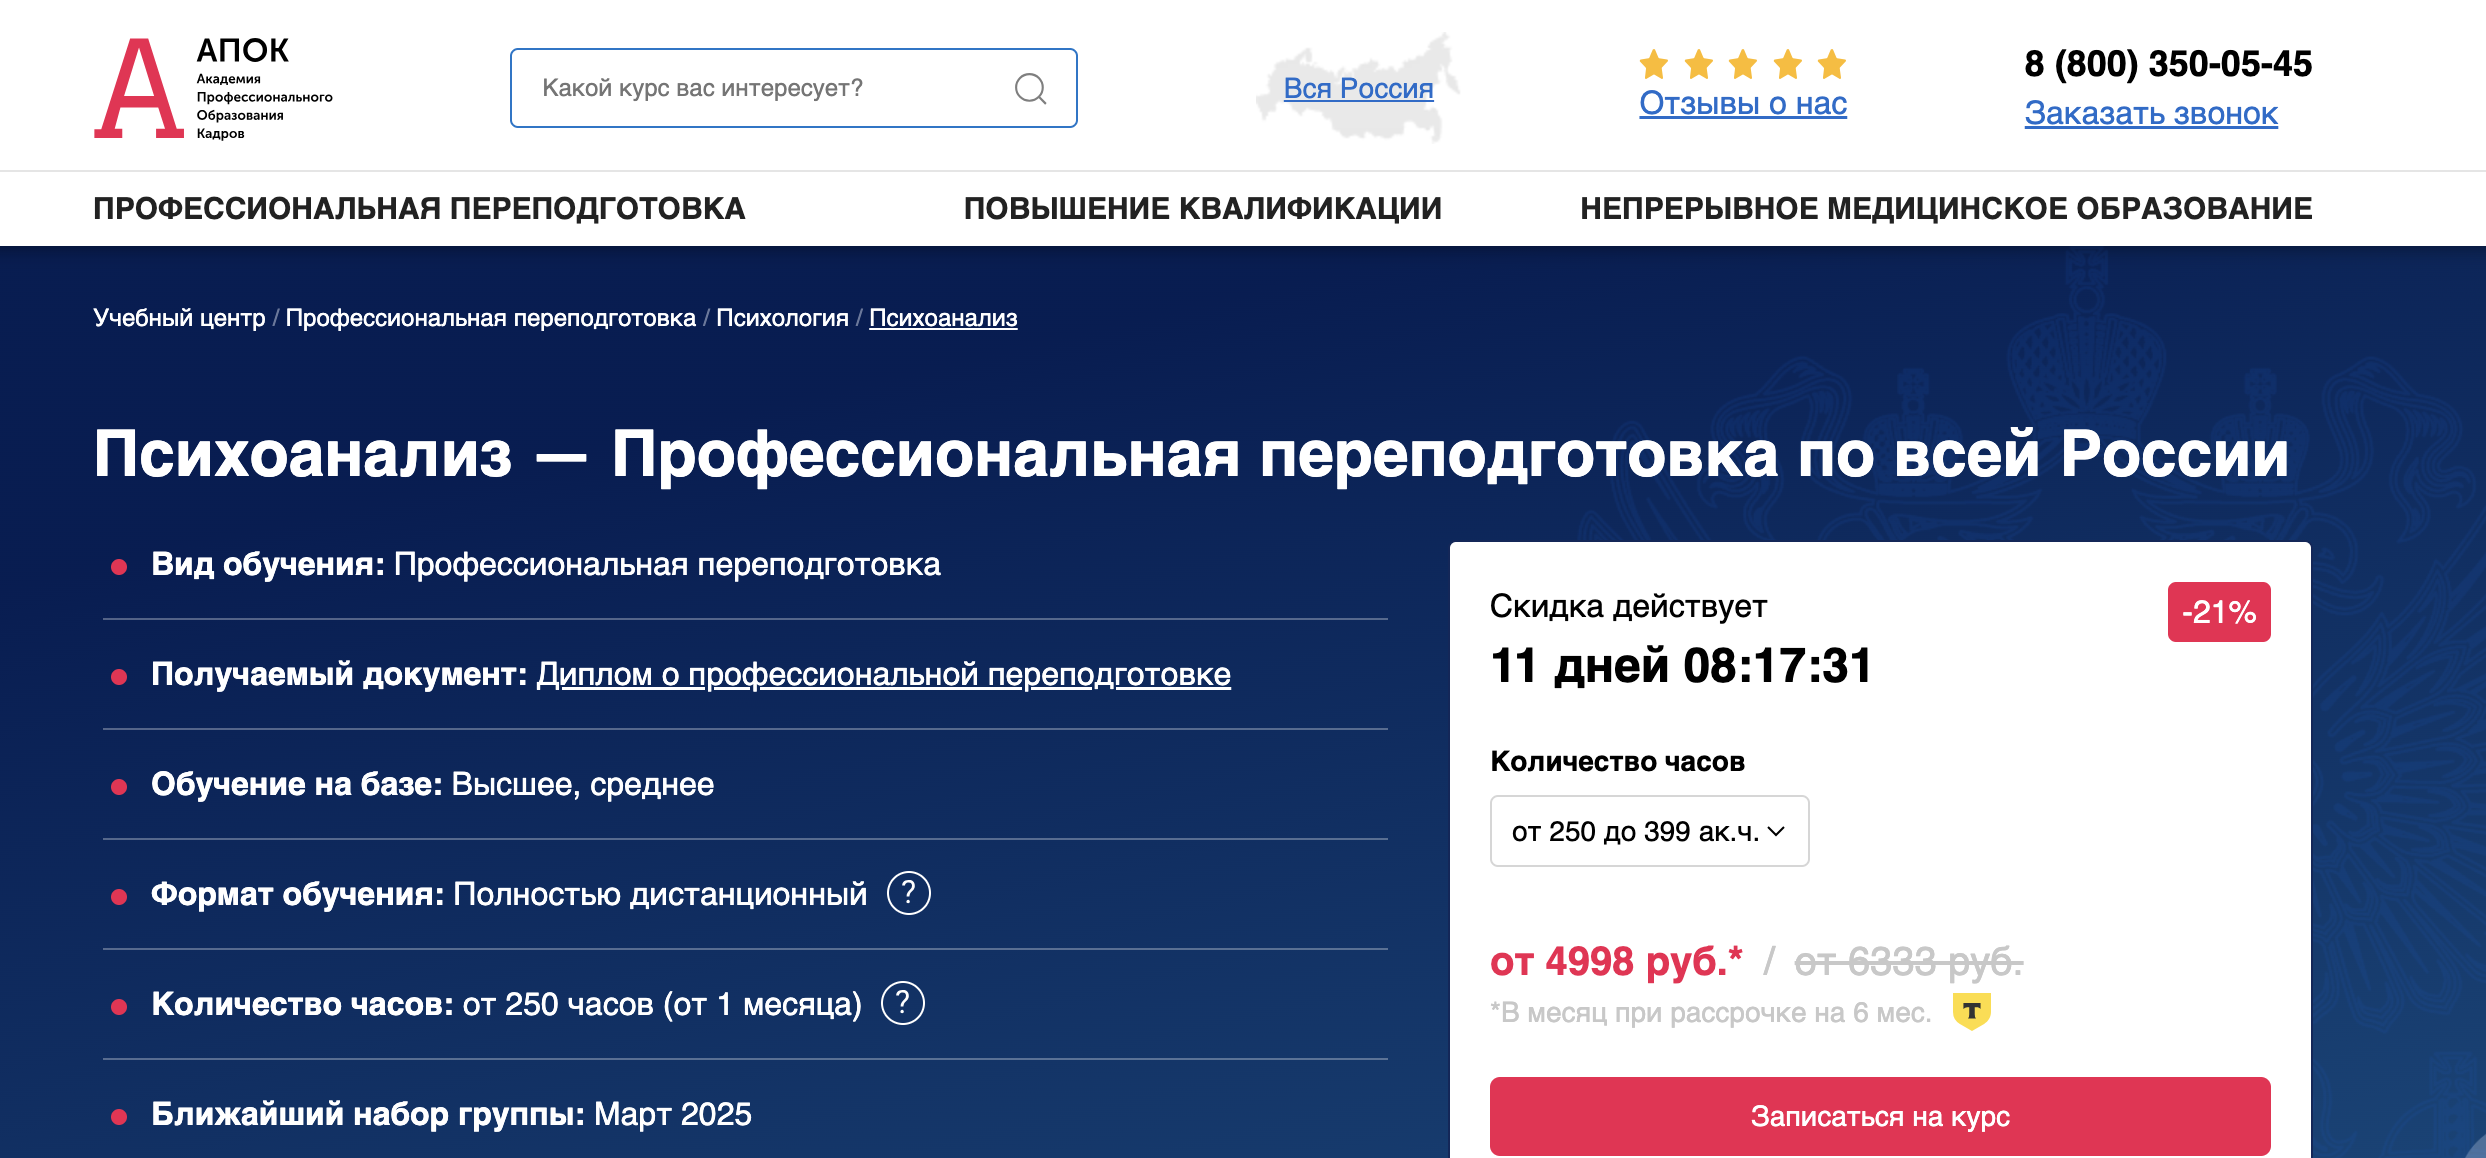 АПОК
Академия
Профессионального
Образования
Кадров
Какой курс вас интересует?
Вся Россия
Отзывы о нас
8 (800) 350-05-45
Заказать звонок
ПРОФЕССИОНАЛЬНАЯ ПЕРЕПОДГОТОВКА
ПОВЫШЕНИЕ КВАЛИФИКАЦИИ
НЕПРЕРЫВНОЕ МЕДИЦИНСКОЕ ОБРАЗОВАНИЕ
Учебный центр / Профессиональная переподготовка / Психология / Психоанализ
Психоанализ — Профессиональная переподготовка по всей России
Вид обучения: Профессиональная переподготовка
Получаемый документ: Диплом о профессиональной переподготовке
Обучение на базе: Высшее, среднее
Формат обучения: Полностью дистанционный ?
Количество часов: от 250 часов (от 1 месяца) ?
Ближайший набор группы: Март 2025
Скидка действует
-21%
11 дней 08:17:31
Количество часов
от 250 до 399 ак.ч.
от 4998 руб.* / от 6333 руб.
*В месяц при рассрочке на 6 мес. Т
Записаться на курс